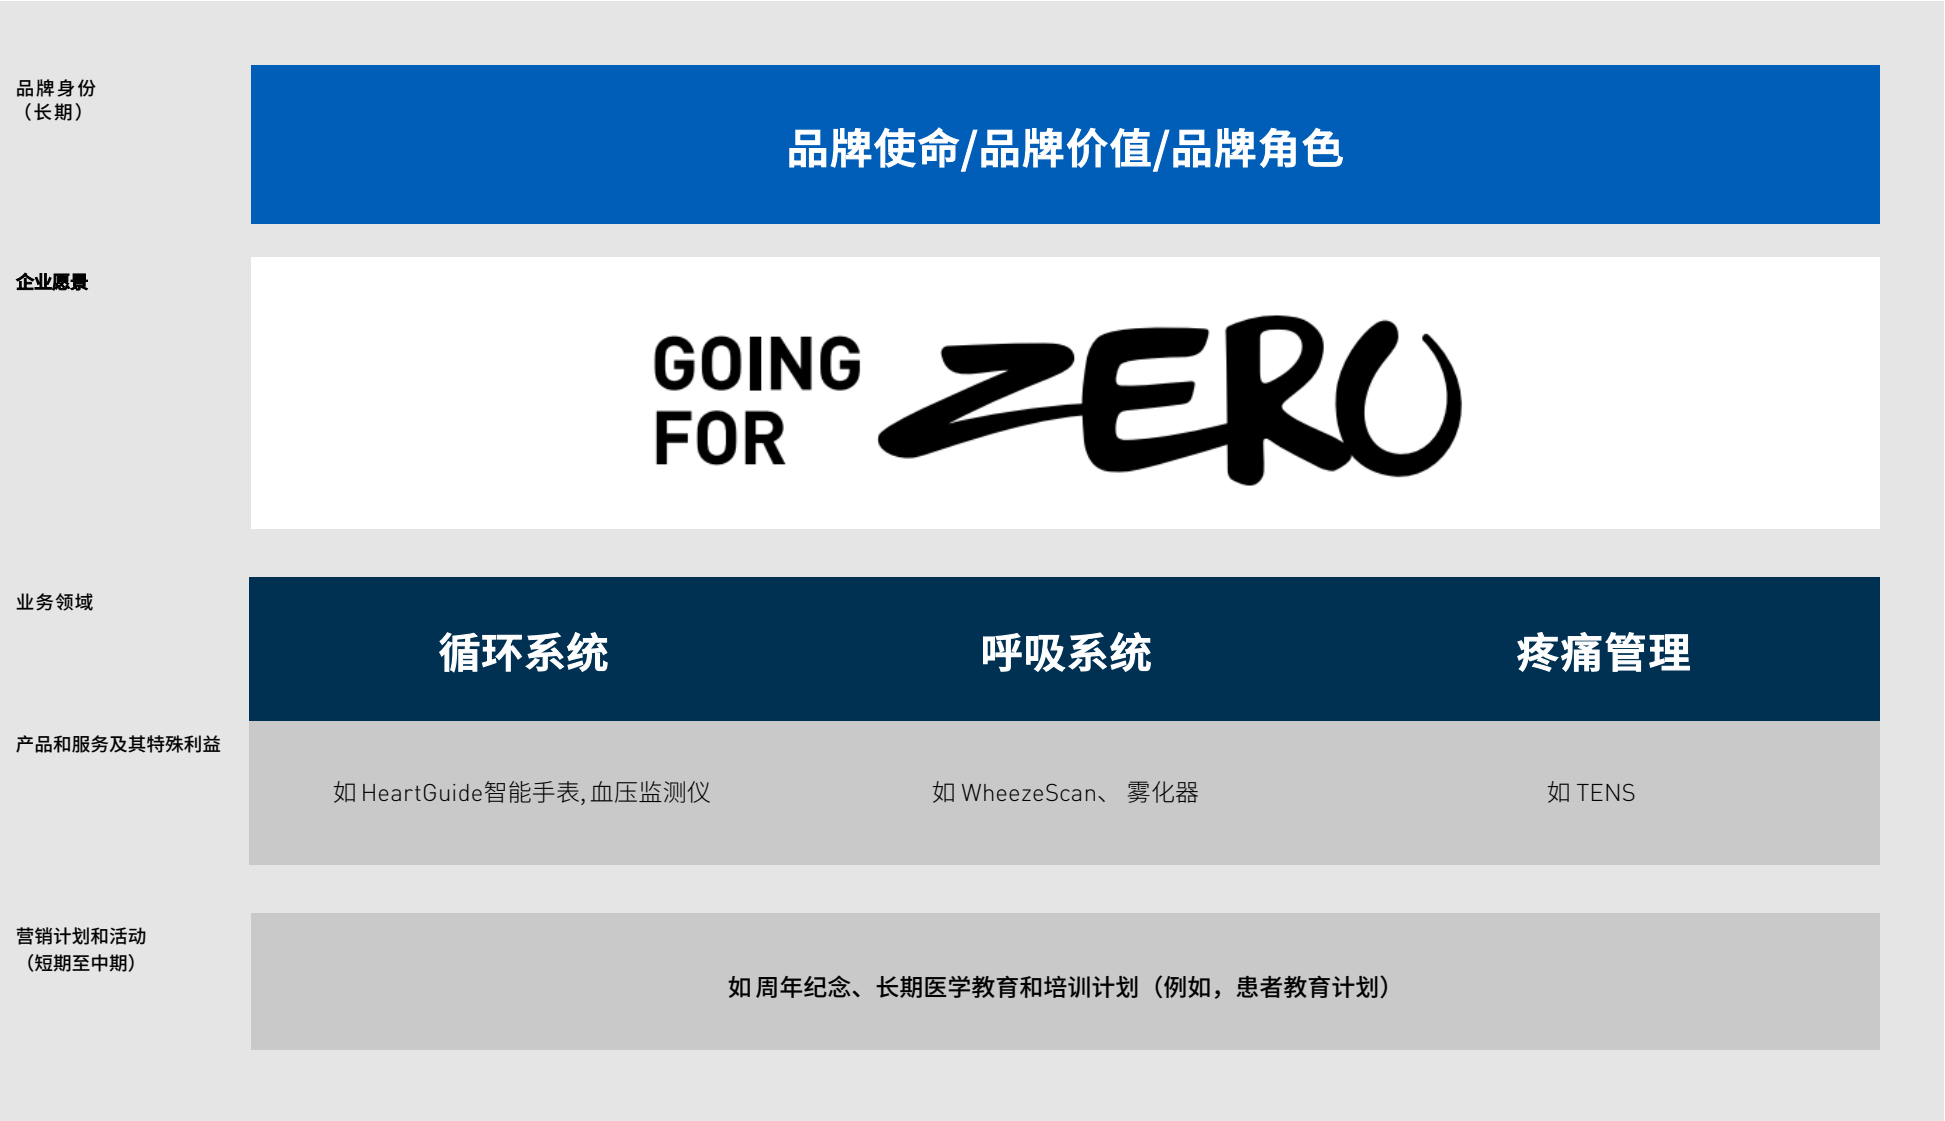 品牌身份
（长期）
品牌使命/品牌价值/品牌角色
企业愿景
GOING
FOR
ZERO
业务领域
循环系统
呼吸系统
疼痛管理
产品和服务及其特殊利益
如 HeartGuide智能手表, 血压监测仪
如 WheezeScan、 雾化器
如 TENS
营销计划和活动
（短期至中期）
如 周年纪念、长期医学教育和培训计划（例如，患者教育计划）